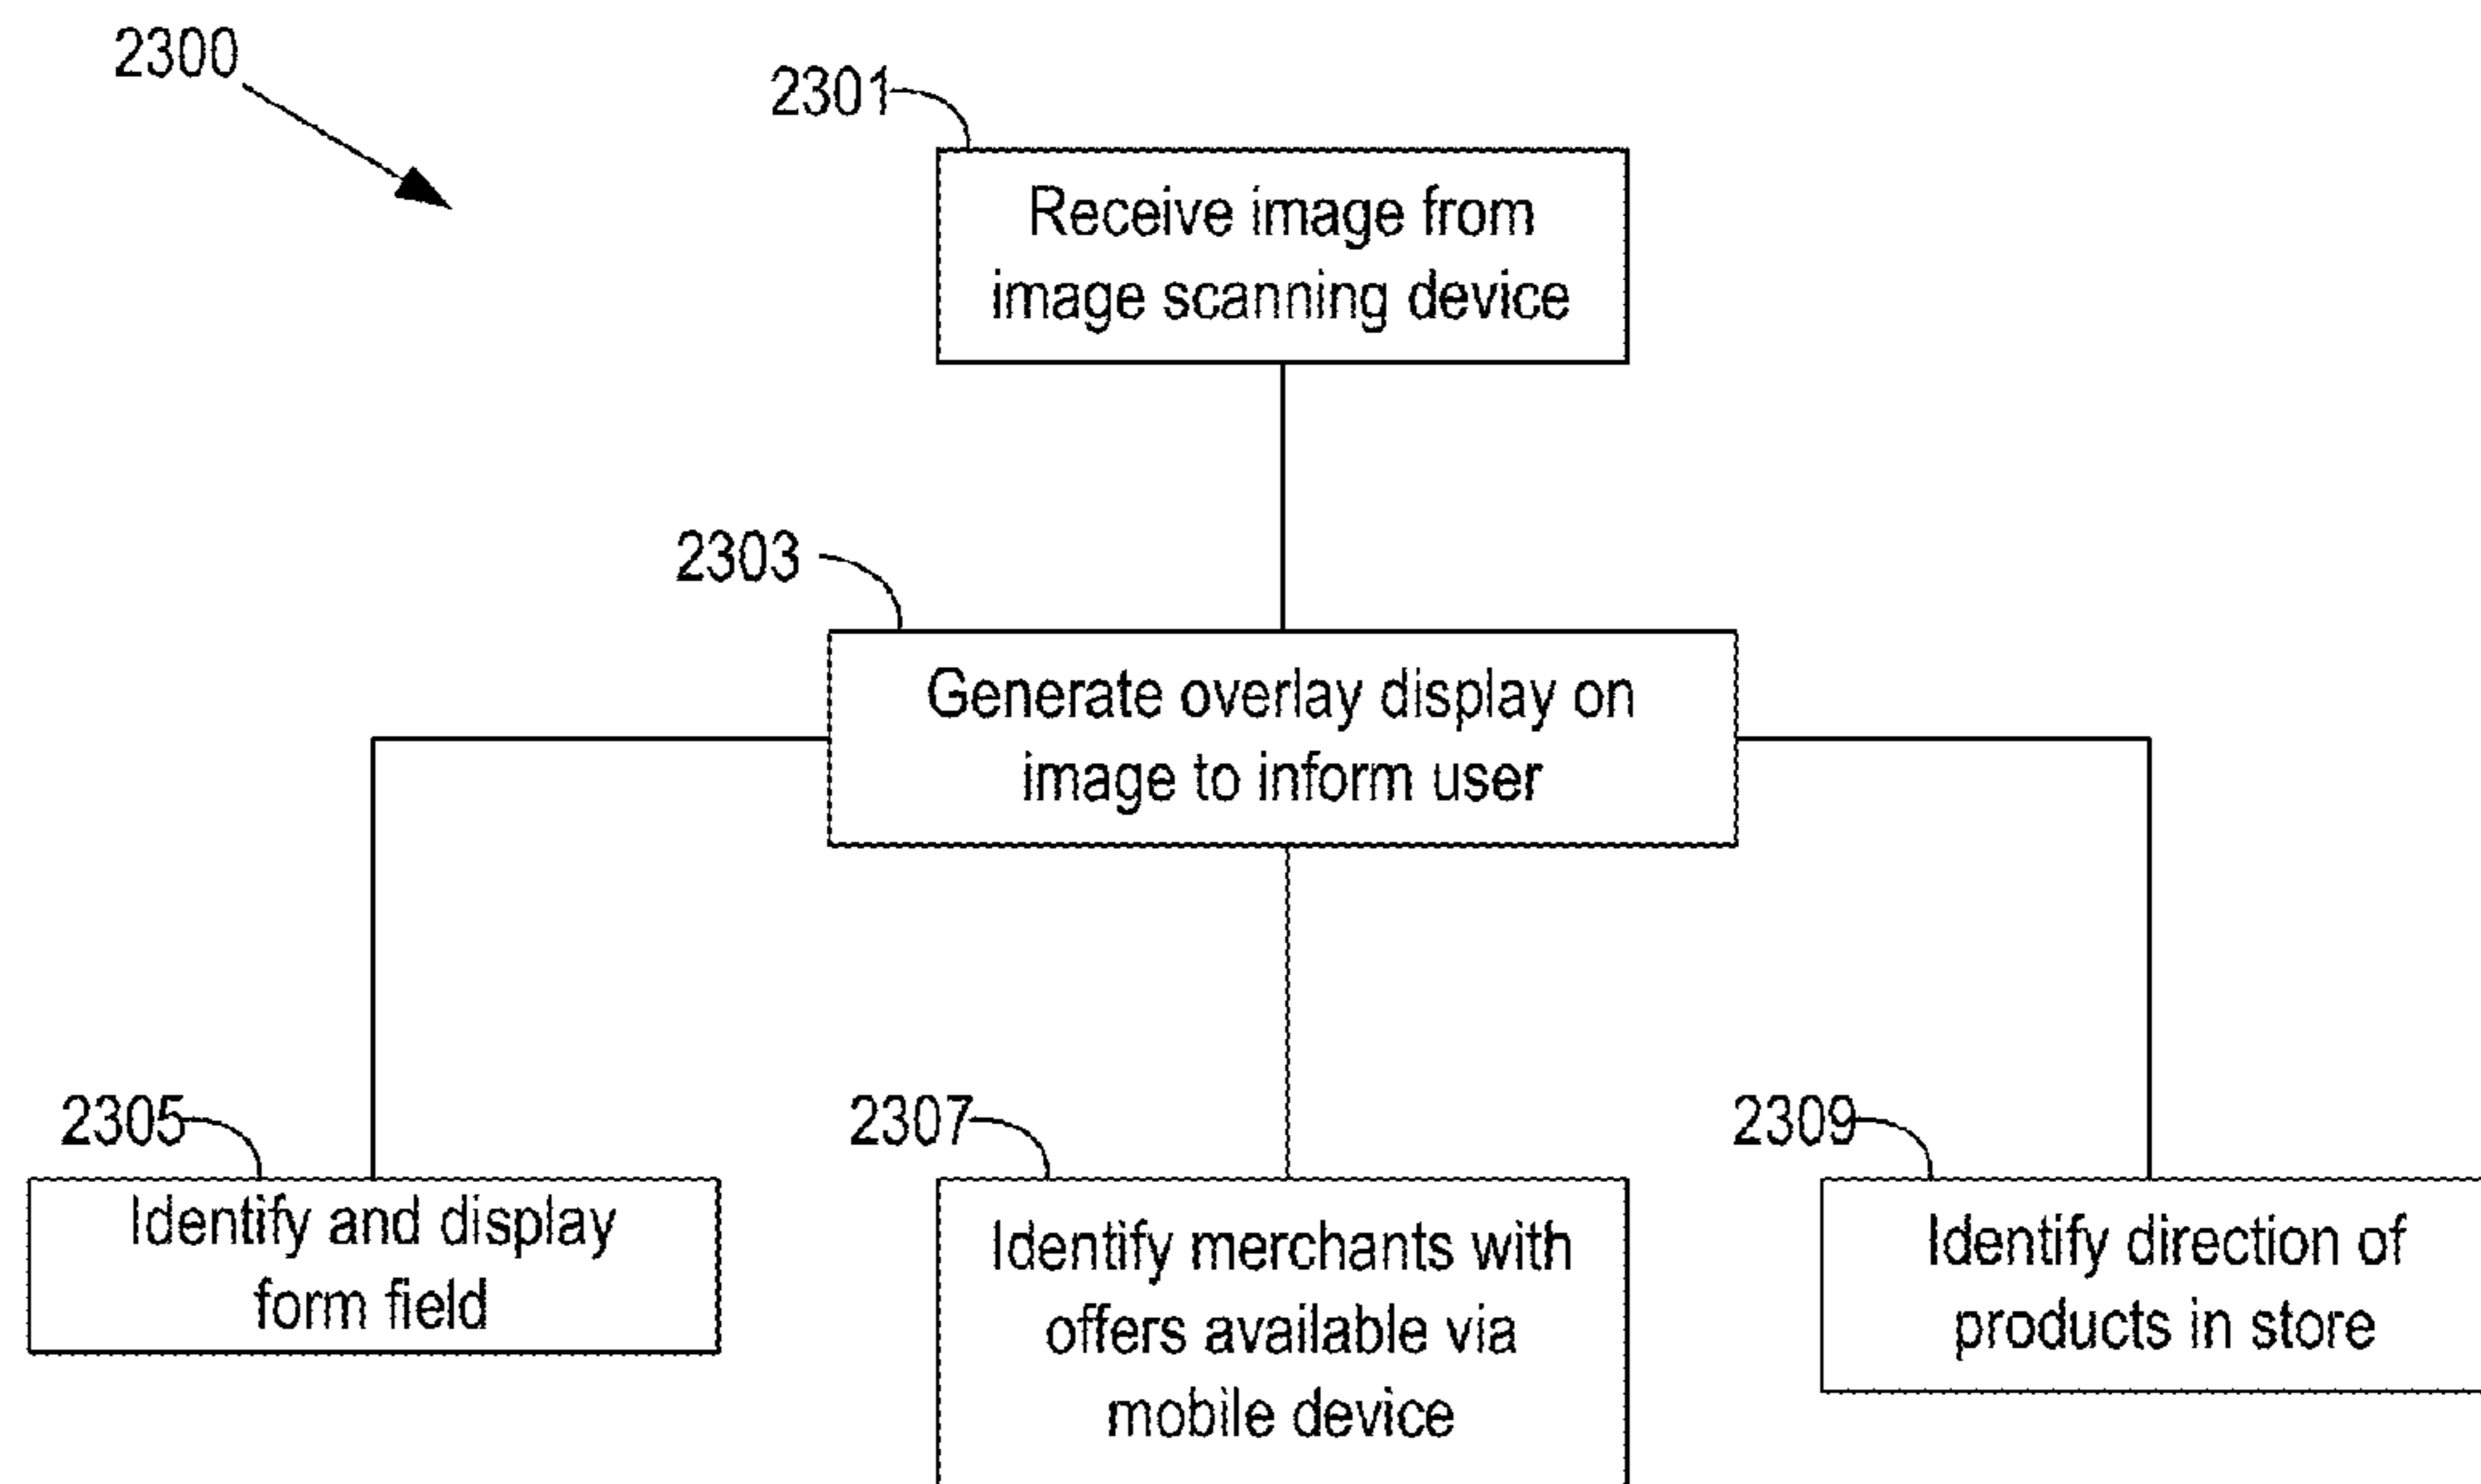 2300
2301
Receive image from
image scanning device
2303
Generate overlay display on
image to inform user
2305
Identify and display
form field
2307
Identify merchants with
offers available via
mobile device
2309
Identify direction of
products in store